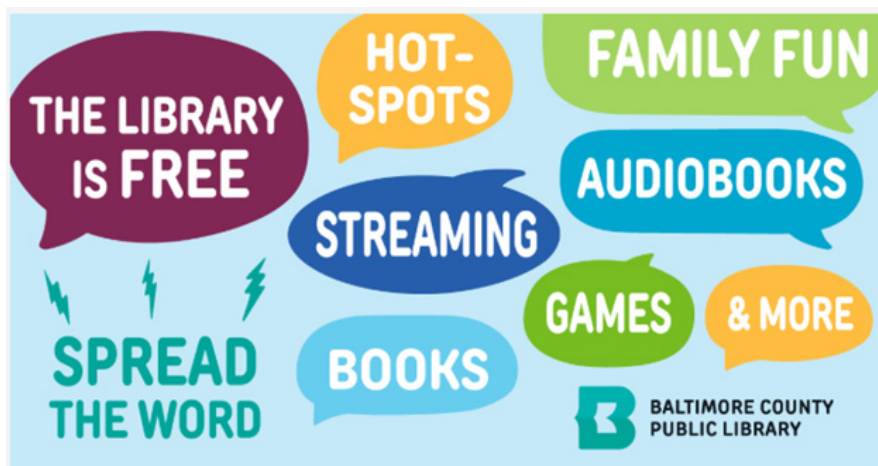 THE LIBRARY
IS FREE
HOT-
SPOTS
FAMILY FUN
STREAMING
AUDIOBOOKS
SPREAD
THE WORD
BOOKS
GAMES
& MORE
BALTIMORE COUNTY
PUBLIC LIBRARY